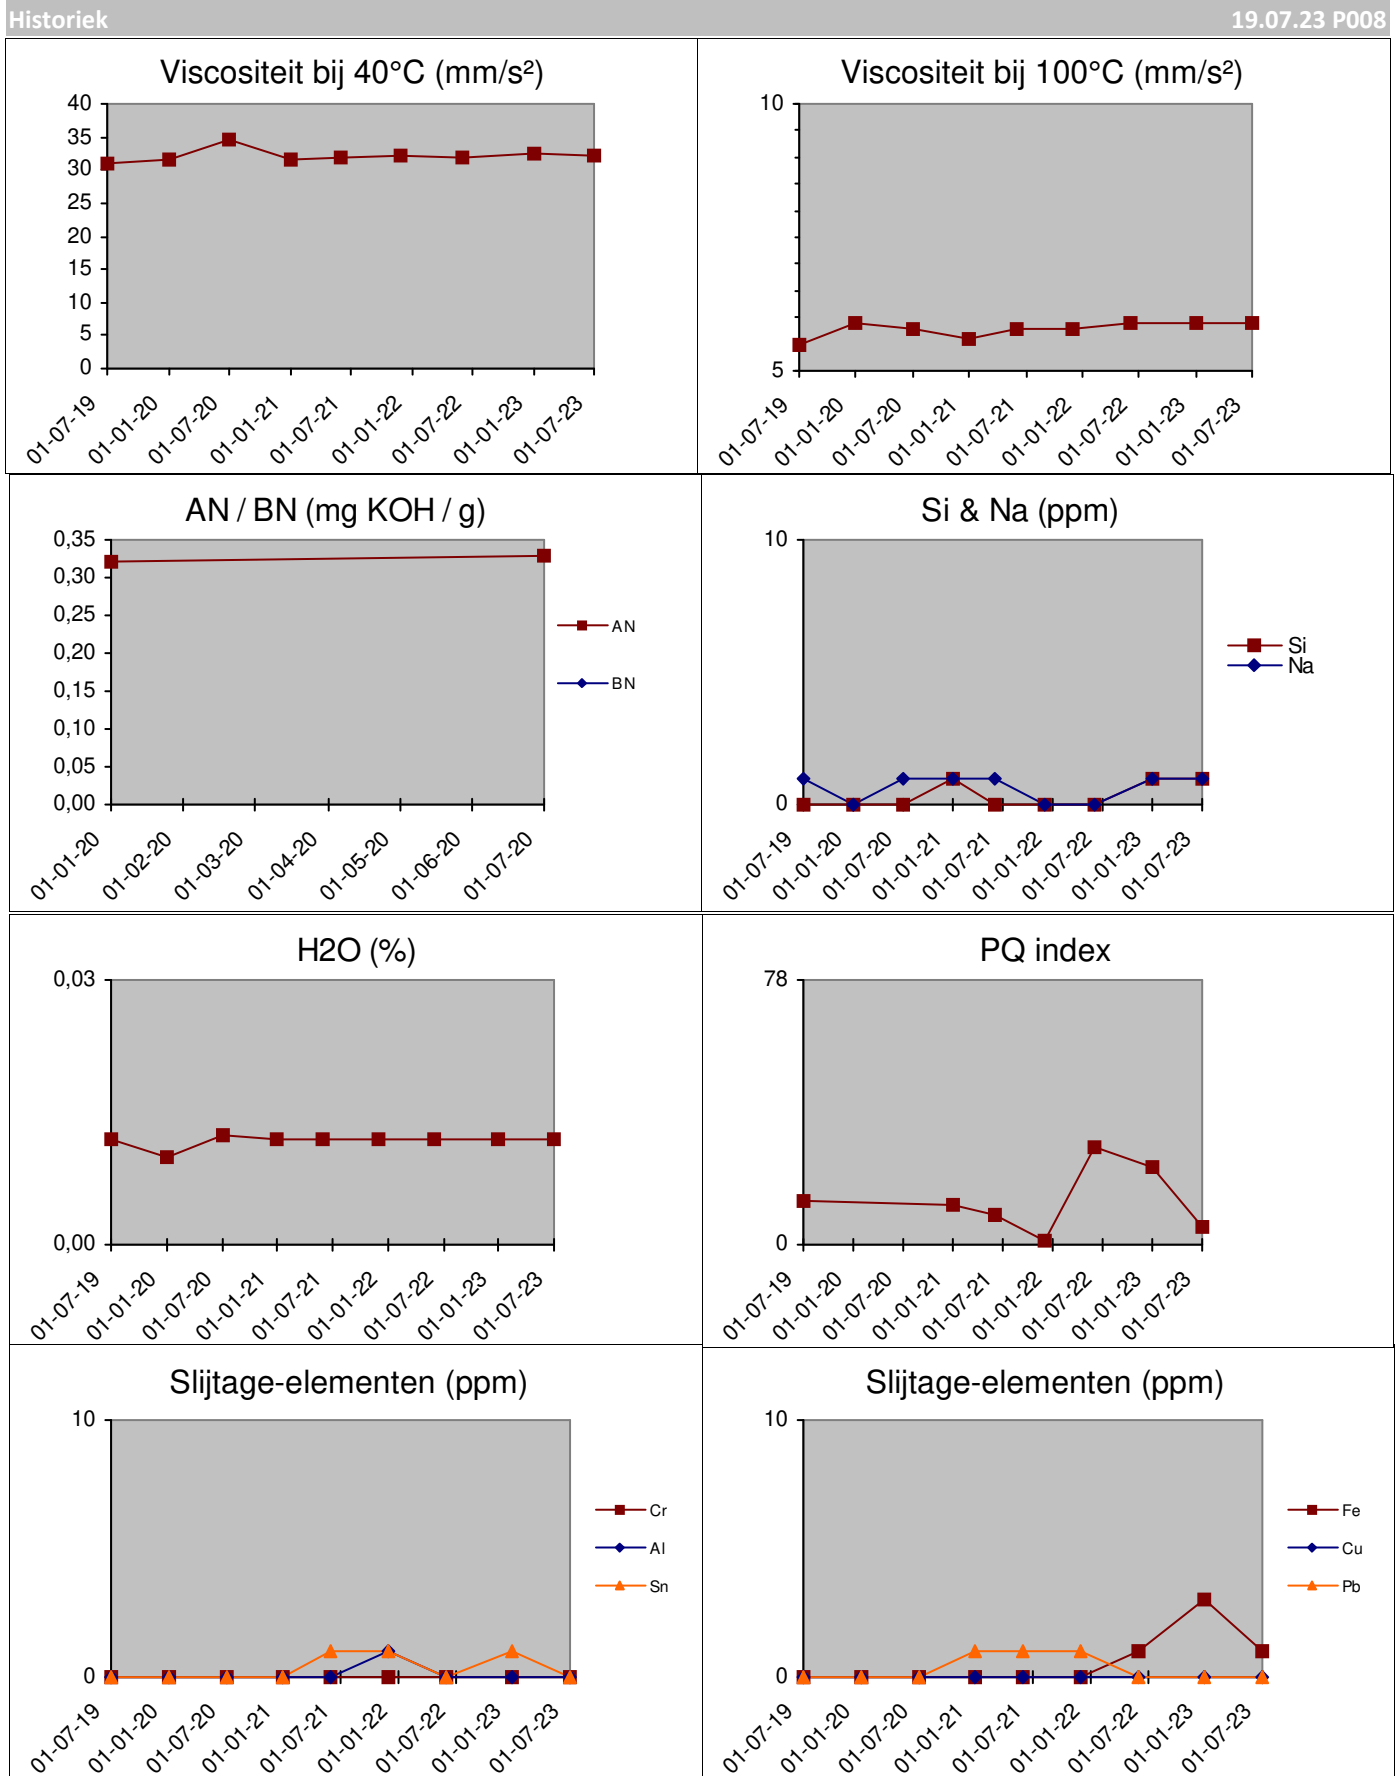 Historiek 19.07.23 P008
Viscositeit bij 40°C (mm/s²)
40
35
30
25
20
15
10
5
0
01-07-19 01-01-20 01-07-20 01-01-21 01-07-21 01-01-22 01-07-22 01-01-23 01-07-23
Viscositeit bij 100°C (mm/s²)
10
5
01-07-19 01-01-20 01-07-20 01-01-21 01-07-21 01-01-22 01-07-22 01-01-23 01-07-23
AN / BN (mg KOH / g)
0,35
0,30
0,25
0,20
0,15
0,10
0,05
0,00
01-01-20 01-02-20 01-03-20 01-04-20 01-05-20 01-06-20 01-07-20
AN
BN
Si & Na (ppm)
10
0
01-07-19 01-01-20 01-07-20 01-01-21 01-07-21 01-01-22 01-07-22 01-01-23 01-07-23
Si
Na
H2O (%)
0,03
0,00
01-07-19 01-01-20 01-07-20 01-01-21 01-07-21 01-01-22 01-07-22 01-01-23 01-07-23
PQ index
78
0
01-07-19 01-01-20 01-07-20 01-01-21 01-07-21 01-01-22 01-07-22 01-01-23 01-07-23
Slijtage-elementen (ppm)
10
0
01-07-19 01-01-20 01-07-20 01-01-21 01-07-21 01-01-22 01-07-22 01-01-23 01-07-23
Cr
Al
Sn
Slijtage-elementen (ppm)
10
0
01-07-19 01-01-20 01-07-20 01-01-21 01-07-21 01-01-22 01-07-22 01-01-23 01-07-23
Fe
Cu
Pb